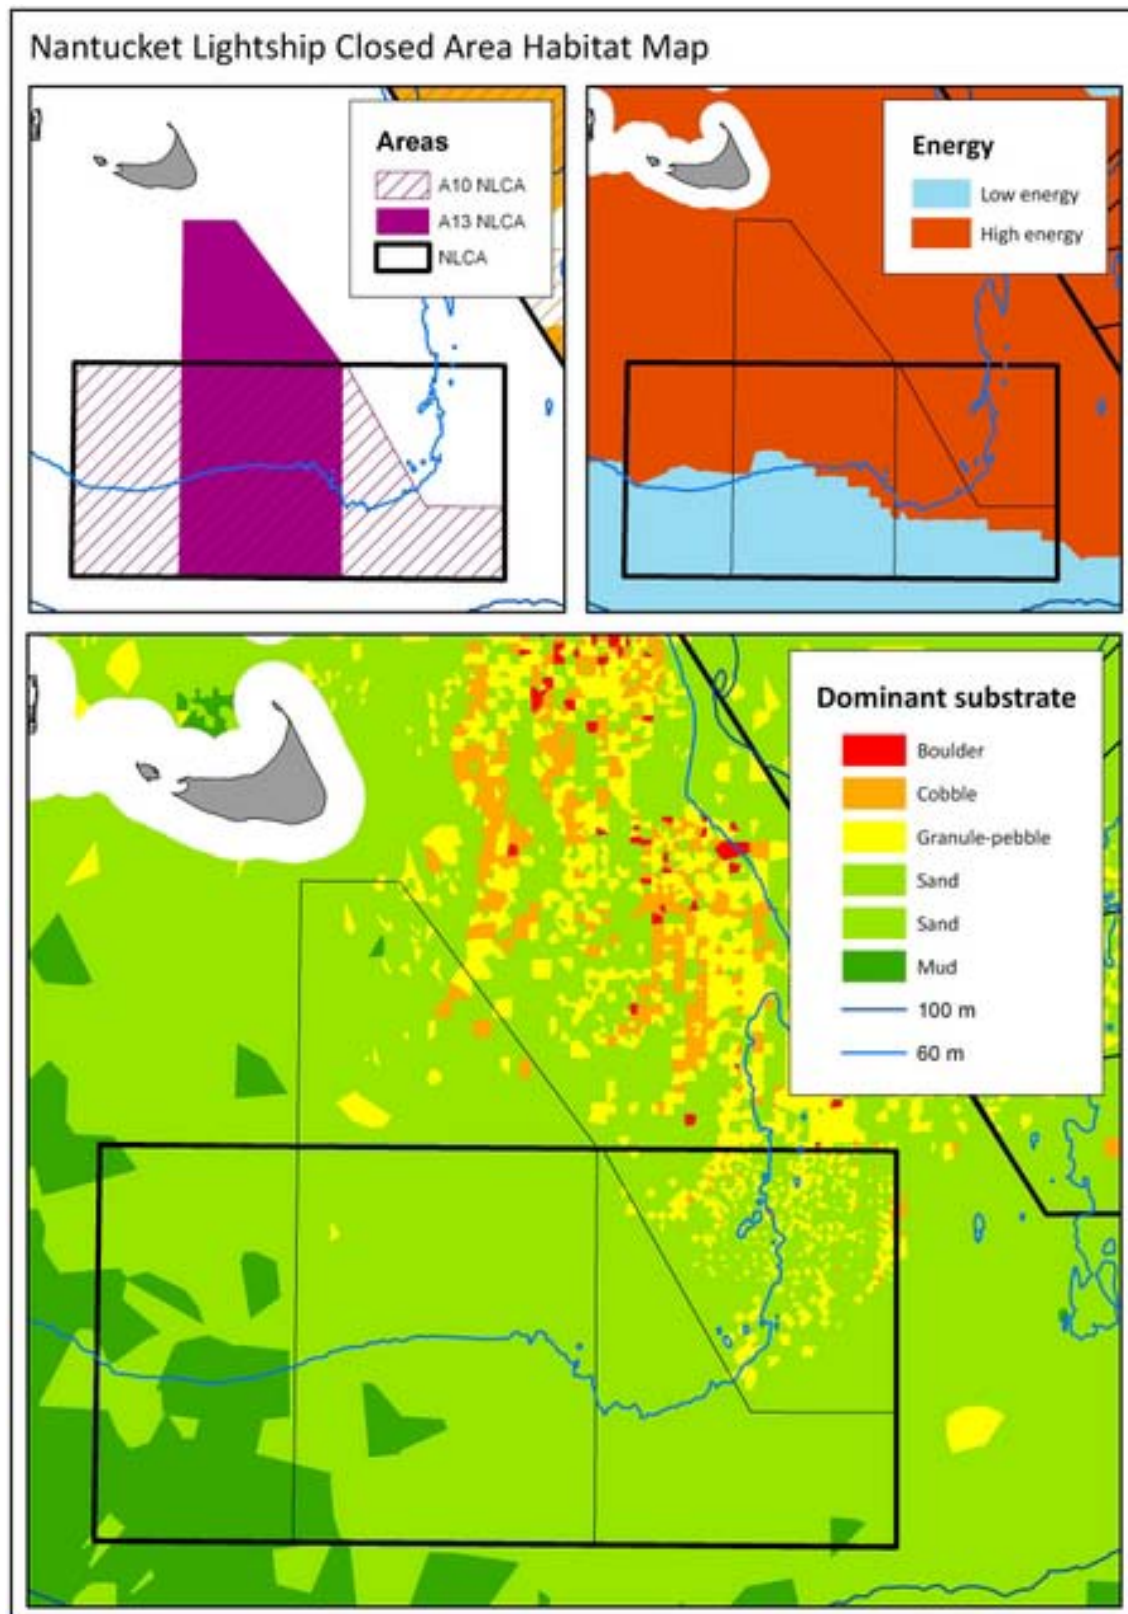 Nantucket Lightship Closed Area Habitat Map
Areas
A10 NLCA
A13 NLCA
NLCA
Energy
Low energy
High energy
Dominant substrate
Boulder
Cobble
Granule-pebble
Sand
Sand
Mud
100 m
60 m